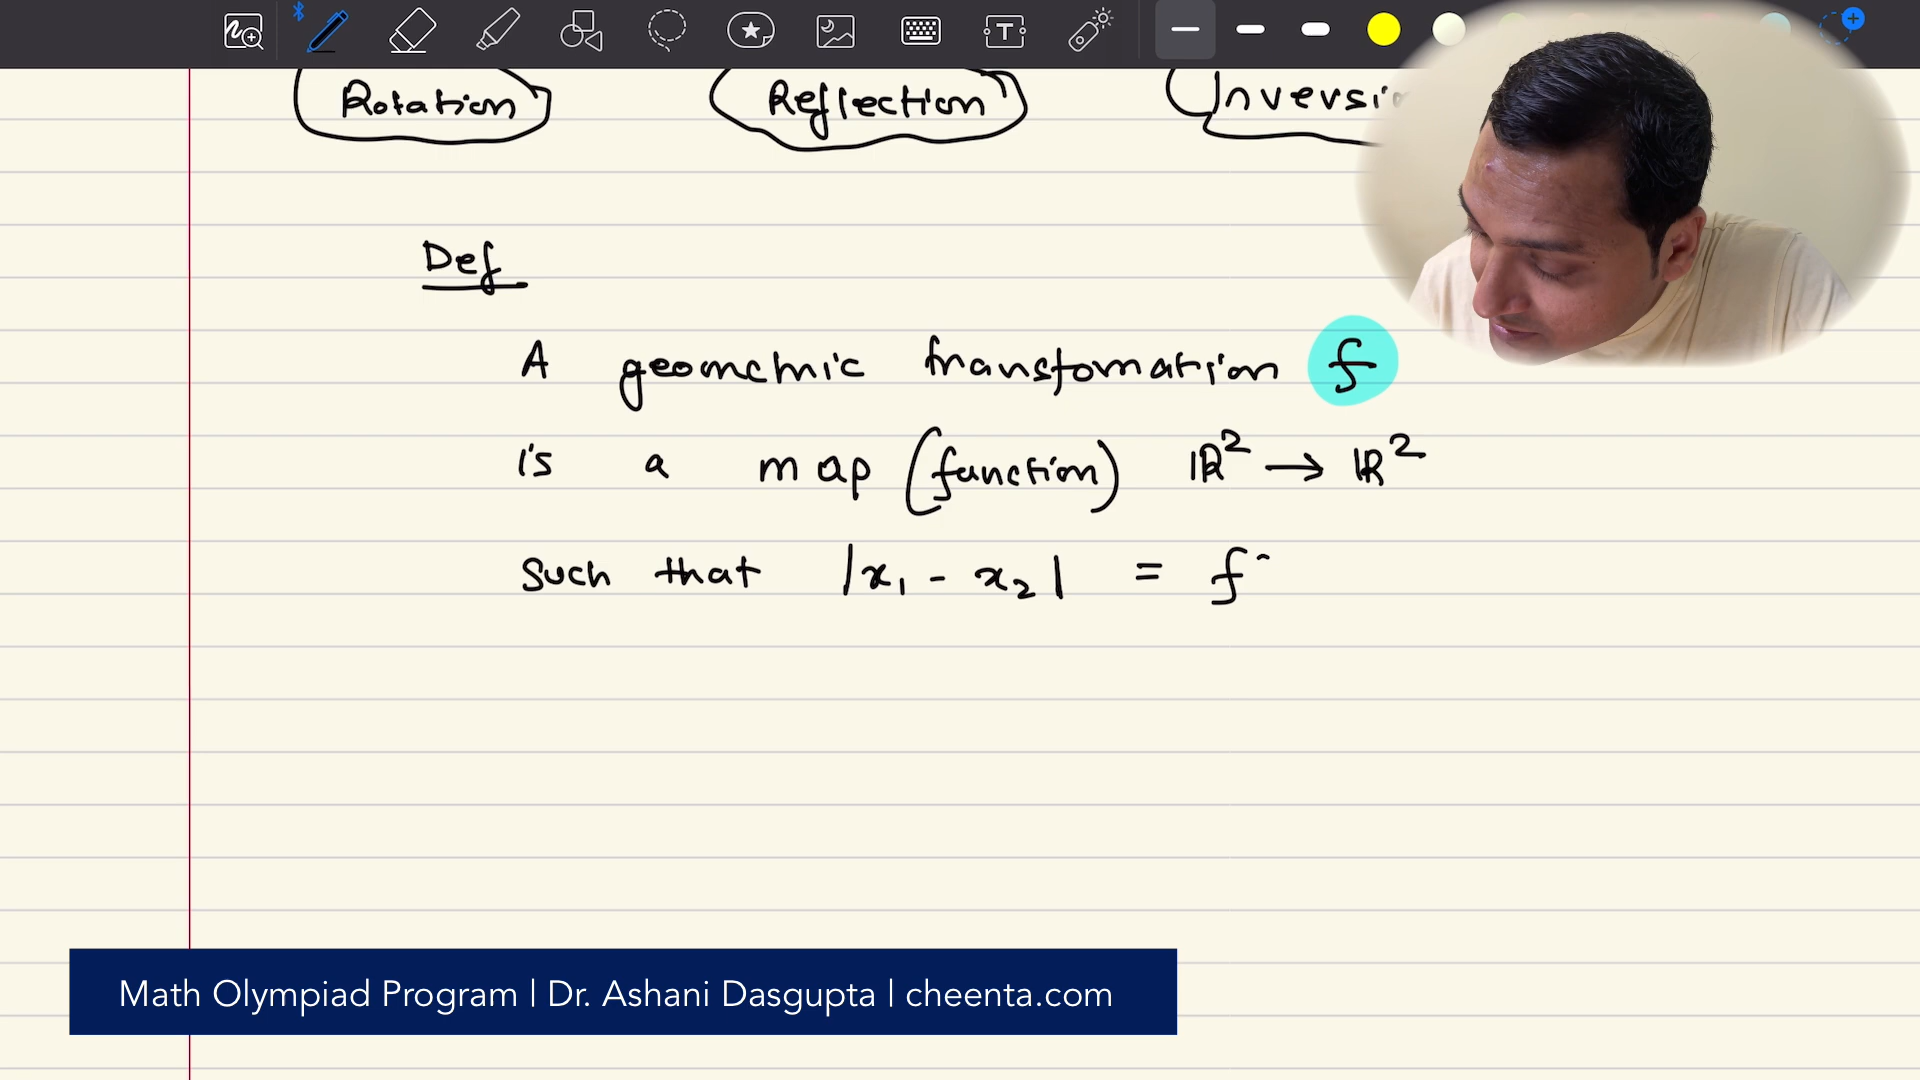 Rotation Reflection Inversi
Def
A geometric transfomation f
is a map (function) ℝ² → ℝ²
such that |x₁ - x₂| = f
Math Olympiad Program | Dr. Ashani Dasgupta | cheenta.com